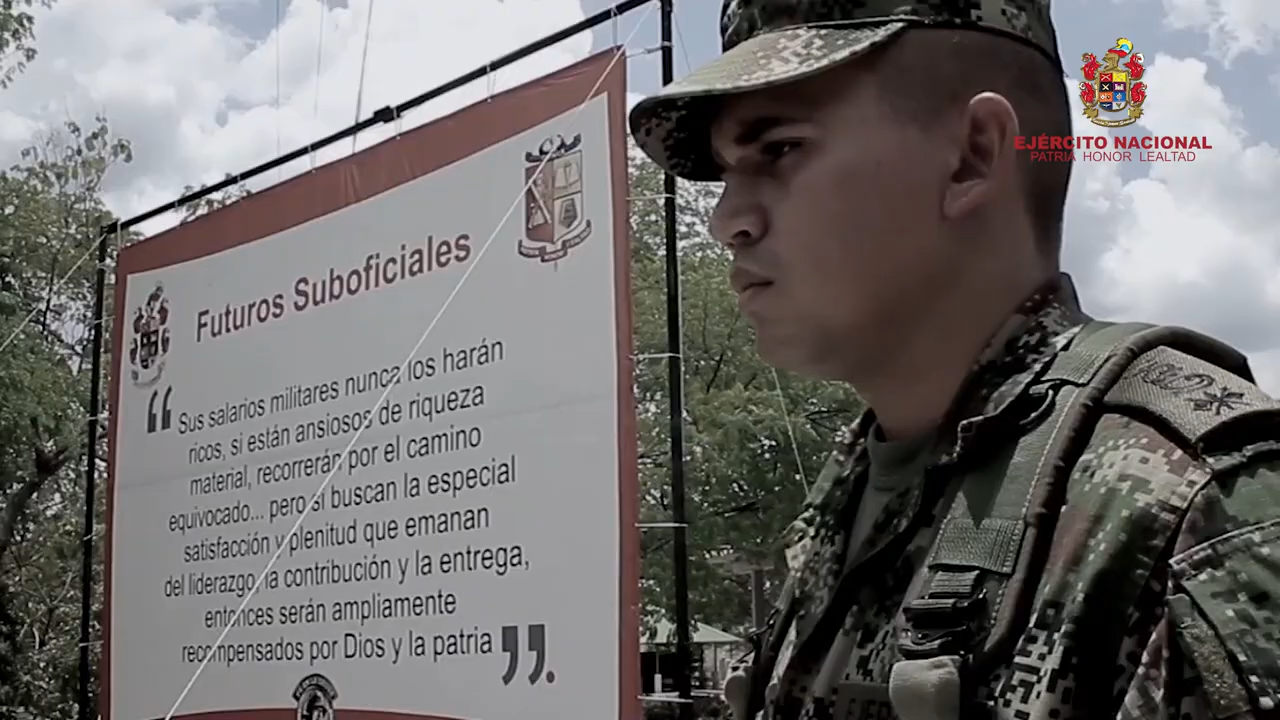 EJÉRCITO NACIONAL
PATRIA HONOR LEALTAD
Futuros Suboficiales
“ Sus salarios militares nunca los harán
ricos, si están ansiosos de riqueza
material, recorrerán por el camino
equivocado... pero si buscan la especial
satisfacción y plenitud que emanan
del liderazgo, la contribución y la entrega,
entonces serán ampliamente
recompensados por Dios y la patria ”.